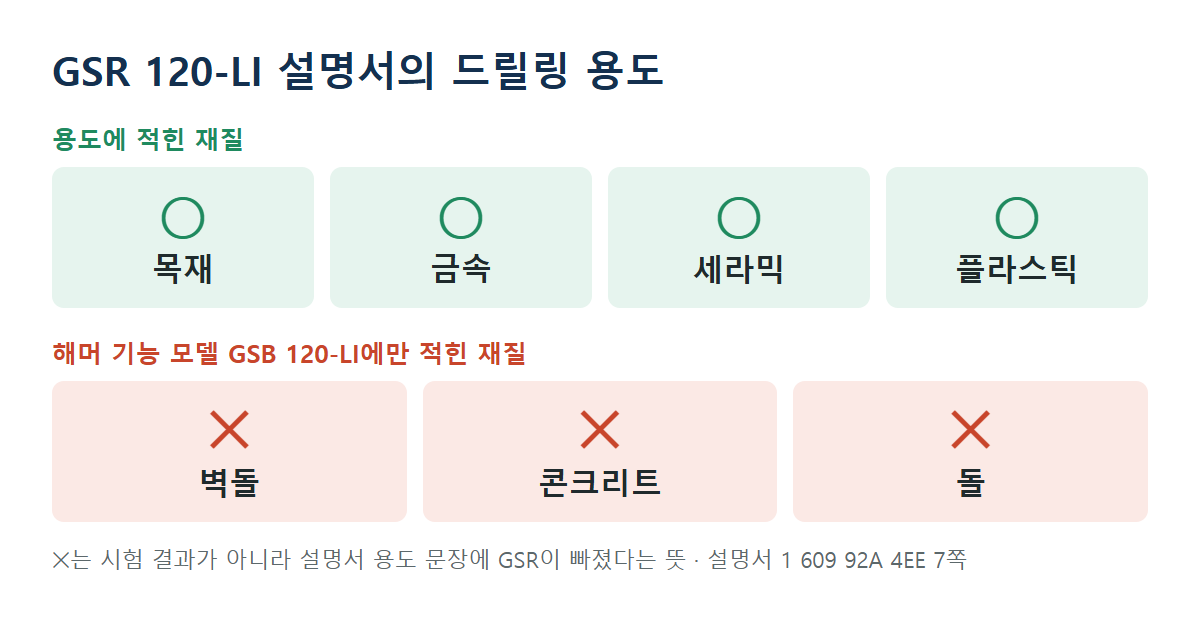 GSR 120-LI 설명서의 드릴링 용도
용도에 적힌 재질
○ ○ ○ ○
목재 금속 세라믹 플라스틱
해머 기능 모델 GSB 120-LI에만 적힌 재질
× × ×
벽돌 콘크리트 돌
×는 시험 결과가 아니라 설명서 용도 문장에 GSR이 빠졌다는 뜻 · 설명서 1 609 92A 4EE 7쪽